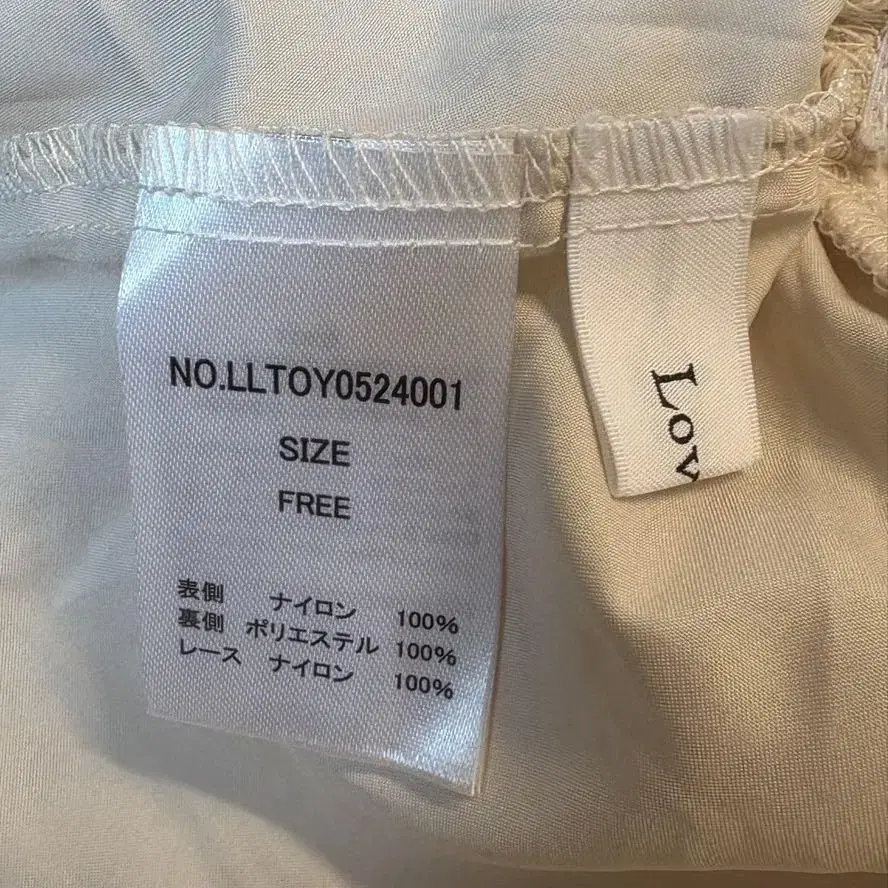 NO.LLTOY0524001
SIZE
FREE
表側 ナイロン 100%
裏側 ポリエステル 100%
レース ナイロン 100%
Lov